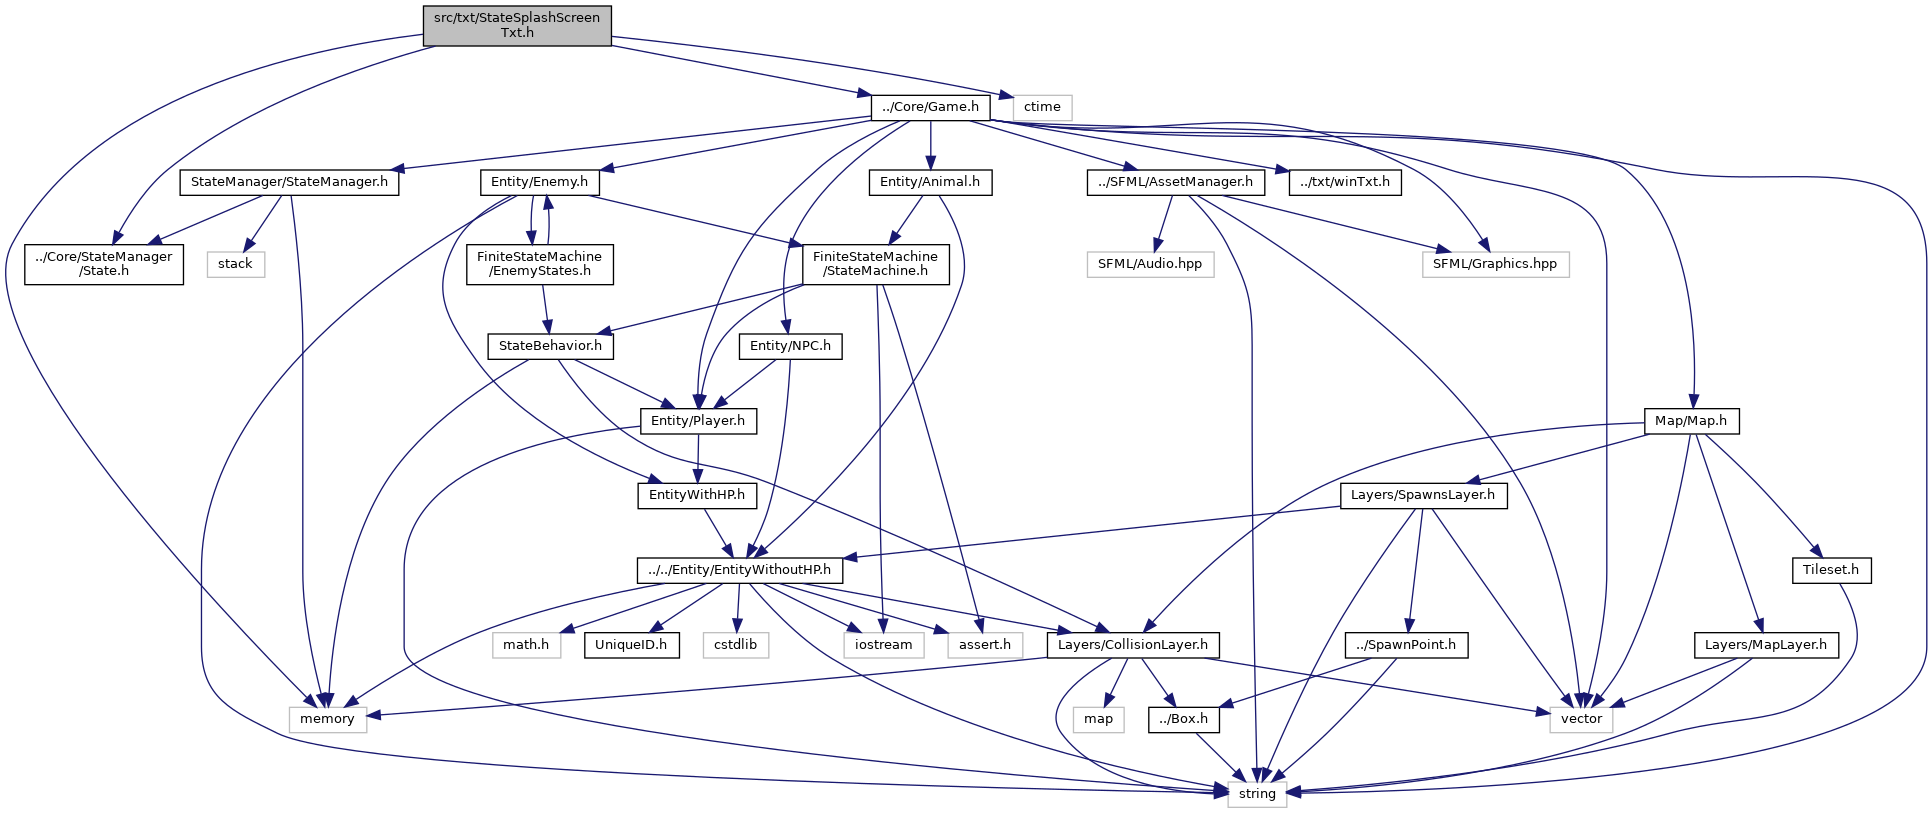 src/txt/StateSplashScreen
Txt.h
../Core/Game.h
ctime
StateManager/StateManager.h
Entity/Enemy.h
Entity/Animal.h
../SFML/AssetManager.h
../txt/winTxt.h
../Core/StateManager
/State.h
stack
FiniteStateMachine
/EnemyStates.h
FiniteStateMachine
/StateMachine.h
SFML/Audio.hpp
SFML/Graphics.hpp
StateBehavior.h
Entity/NPC.h
Entity/Player.h
Map/Map.h
EntityWithHP.h
Layers/SpawnsLayer.h
../../Entity/EntityWithoutHP.h
Tileset.h
math.h
UniqueID.h
cstdlib
iostream
assert.h
Layers/CollisionLayer.h
../SpawnPoint.h
Layers/MapLayer.h
memory
map
../Box.h
vector
string